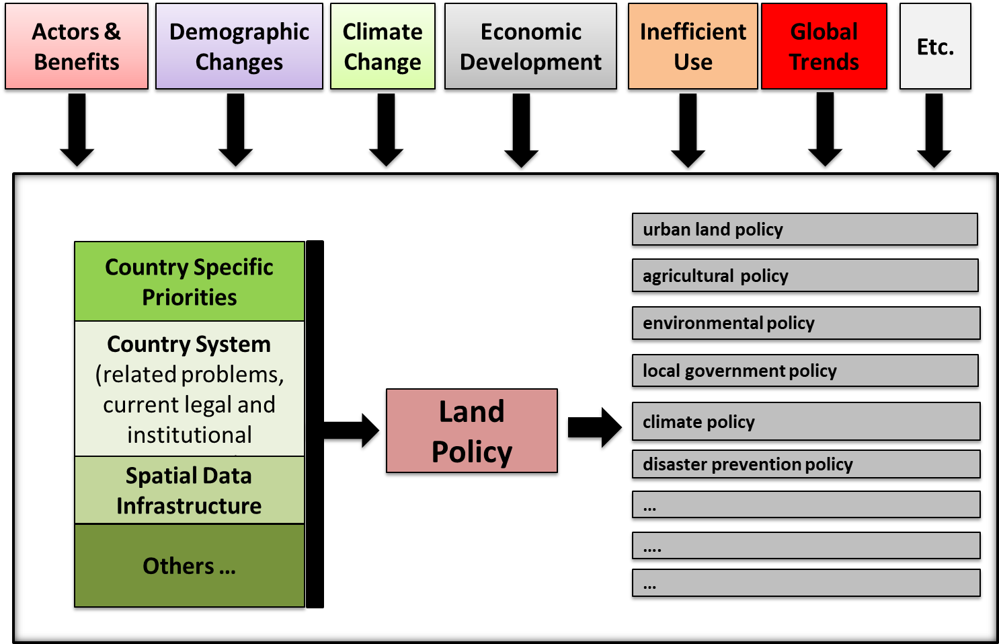 Actors &
Benefits
Demographic
Changes
Climate
Change
Economic
Development
Inefficient
Use
Global
Trends
Etc.
Country Specific
Priorities
Country System
(related problems,
current legal and
institutional
Spatial Data
Infrastructure
Others ...
Land
Policy
urban land policy
agricultural policy
environmental policy
local government policy
climate policy
disaster prevention policy
...
....
...